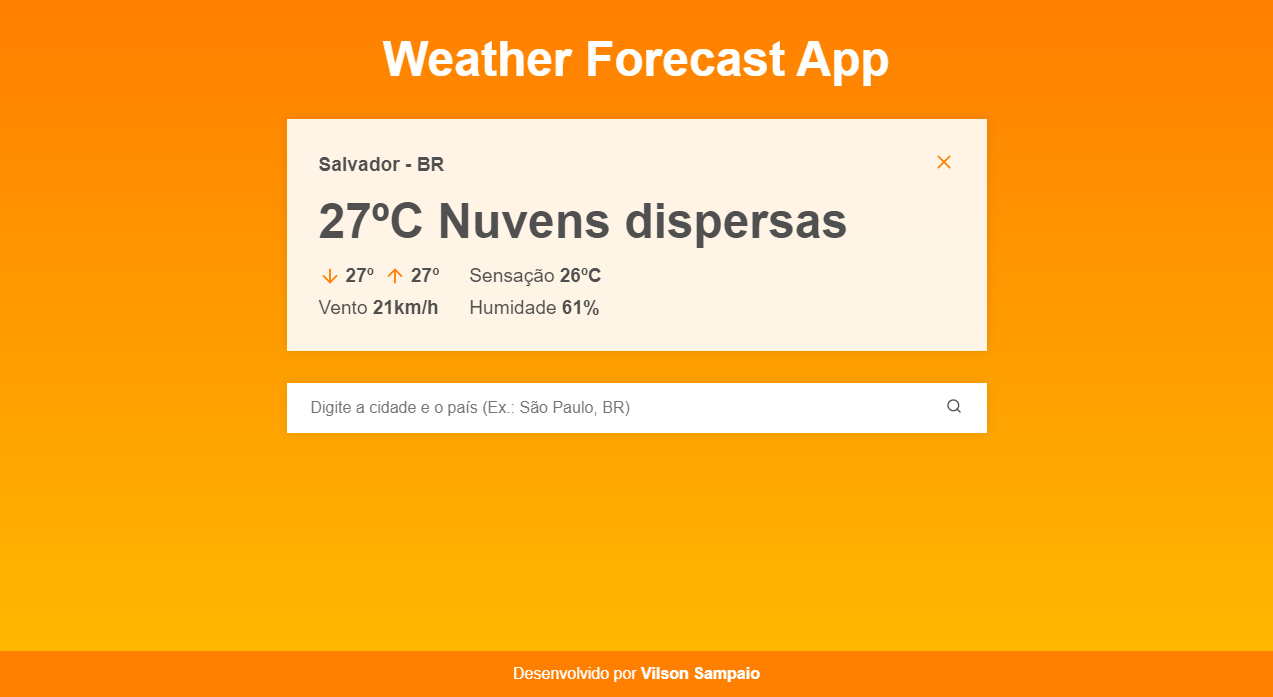 Weather Forecast App
Salvador - BR
27ºC Nuvens dispersas
27º 27º Sensação 26ºC
Vento 21km/h Humidade 61%
Digite a cidade e o país (Ex.: São Paulo, BR)
Desenvolvido por Vilson Sampaio